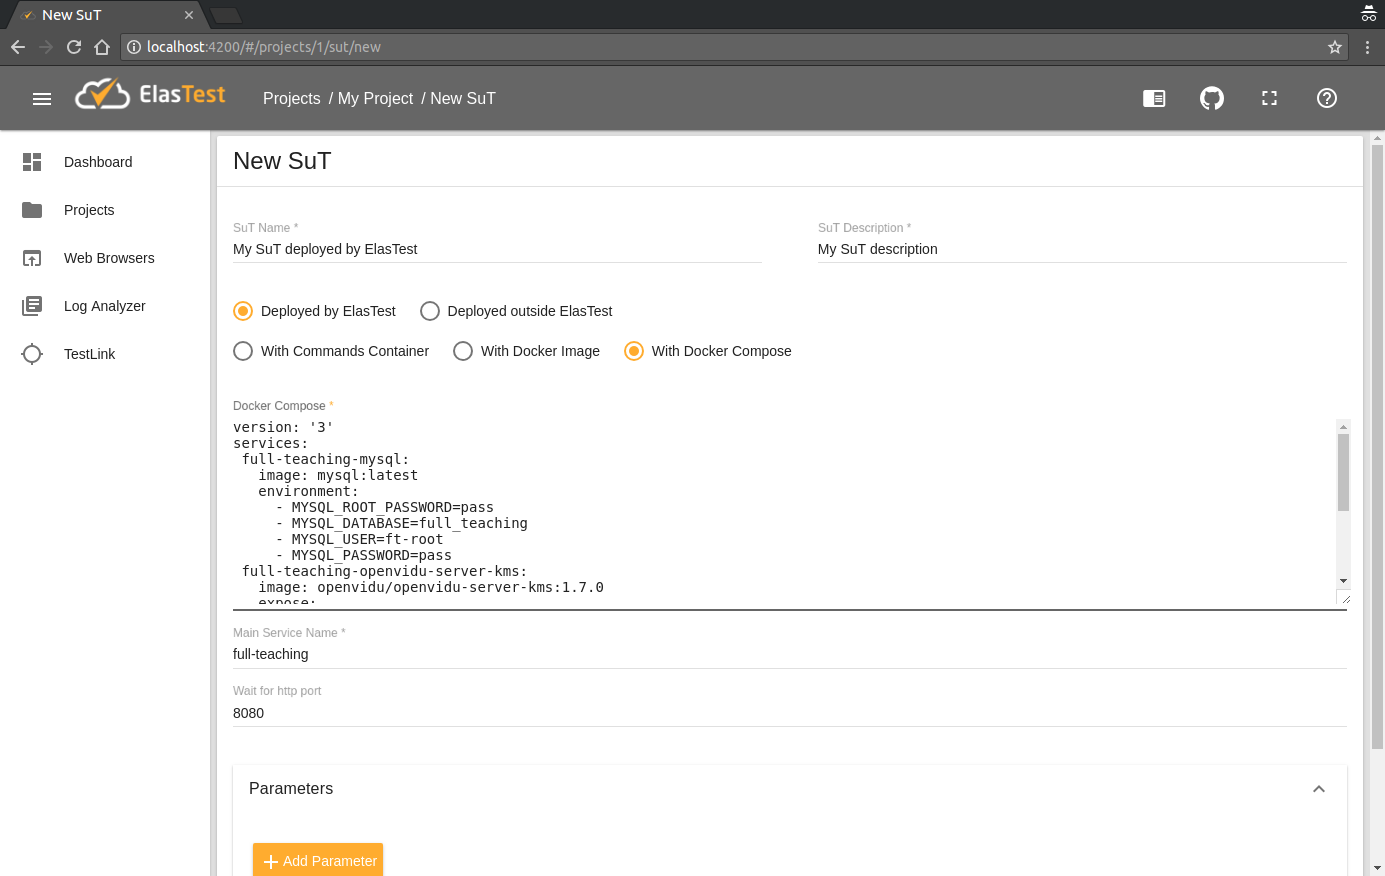 New SuT
localhost:4200/#/projects/1/sut/new
ElasTest
Projects / My Project / New SuT
Dashboard
Projects
Web Browsers
Log Analyzer
TestLink
New SuT
SuT Name *
My SuT deployed by ElasTest
SuT Description *
My SuT description
Deployed by ElasTest
Deployed outside ElasTest
With Commands Container
With Docker Image
With Docker Compose
Docker Compose *
version: '3'
services:
 full-teaching-mysql:
   image: mysql:latest
   environment:
     - MYSQL_ROOT_PASSWORD=pass
     - MYSQL_DATABASE=full_teaching
     - MYSQL_USER=ft-root
     - MYSQL_PASSWORD=pass
 full-teaching-openvidu-server-kms:
   image: openvidu/openvidu-server-kms:1.7.0
   expose:
Main Service Name *
full-teaching
Wait for http port
8080
Parameters
Add Parameter